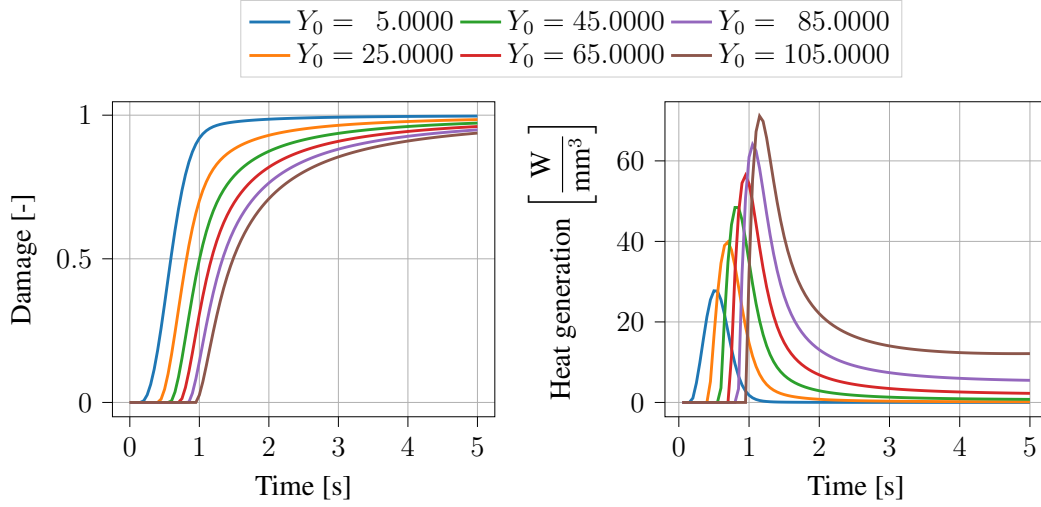 Y₀ = 5.0000 Y₀ = 45.0000 Y₀ = 85.0000
Y₀ = 25.0000 Y₀ = 65.0000 Y₀ = 105.0000
Damage [-]
1
0.5
0
0 1 2 3 4 5
Time [s]
Heat generation [W/mm³]
60
40
20
0
0 1 2 3 4 5
Time [s]